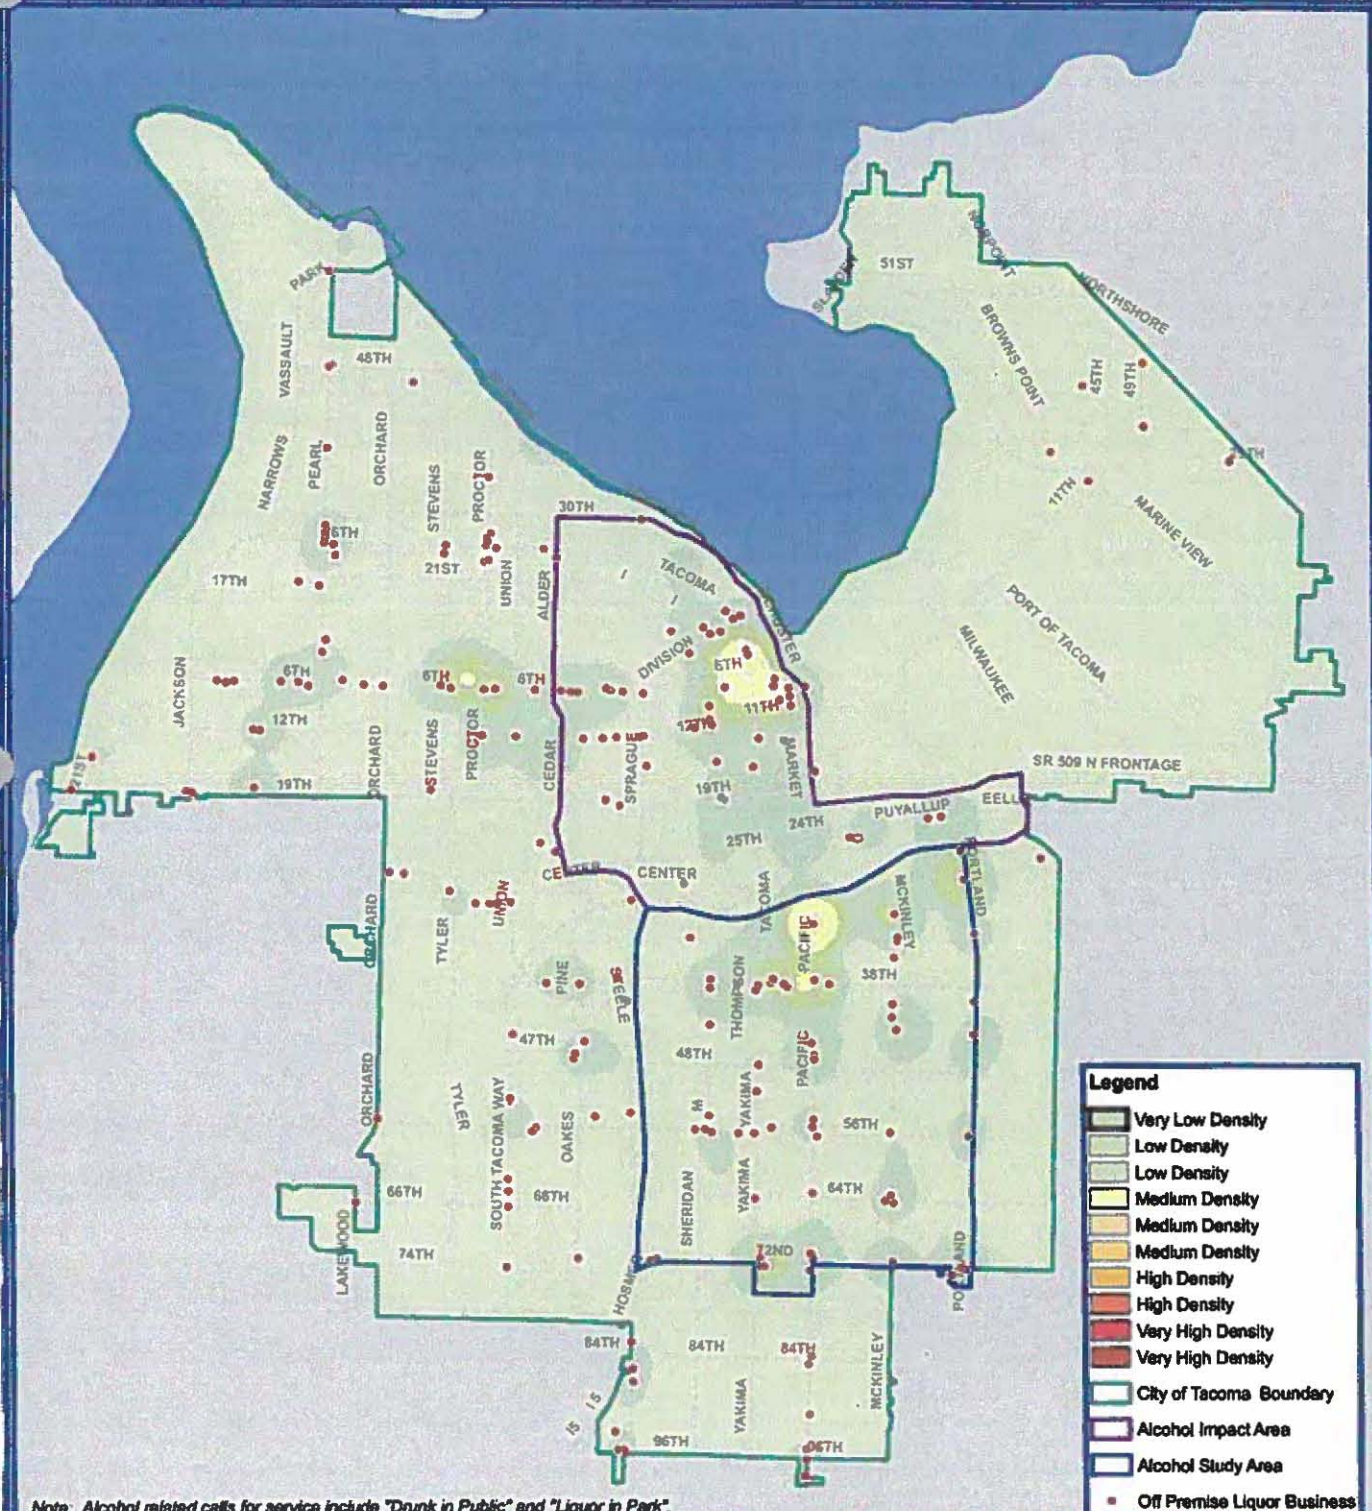 51ST
NORPOINT
NORTHSHORE
PARK
BROWNS POINT
VASSAULT
48TH
45TH
49TH
ORCHARD
NARROWS
PEARL
STEVENS
PROCTOR
11TH
MARINE VIEW
30TH
21ST
UNION
ALDER
17TH
TACOMA
I
I
PORT OF TACOMA
MILWAUKEE
DIVISION
6TH
JACKSON
6TH
6TH
6TH
11TH
12TH
12TH
ORCHARD
STEVENS
PROCTOR
CEDAR
SPRAGUE
MARKET
SR 509 N FRONTAGE
21ST
19TH
19TH
PUYALLUP
EELLS
24TH
25TH
CENTER
CENTER
PORTLAND
TACOMA
MCKINLEY
ORCHARD
TYLER
UNION
PACIFIC
PINE
STEELE
THOMPSON
38TH
47TH
48TH
PACIFIC
ORCHARD
TYLER
SOUTH TACOMA WAY
OAKES
M
YAKIMA
56TH
66TH
66TH
SHERIDAN
YAKIMA
64TH
LAKEWOOD
74TH
72ND
PORTLAND
HOSMER
84TH
84TH
84TH
MCKINLEY
I5
I5
YAKIMA
96TH
96TH
Legend
Very Low Density
Low Density
Low Density
Medium Density
Medium Density
Medium Density
High Density
High Density
Very High Density
Very High Density
City of Tacoma Boundary
Alcohol Impact Area
Alcohol Study Area
Off Premise Liquor Business
Note: Alcohol related calls for service include "Drunk in Public" and "Liquor in Park".